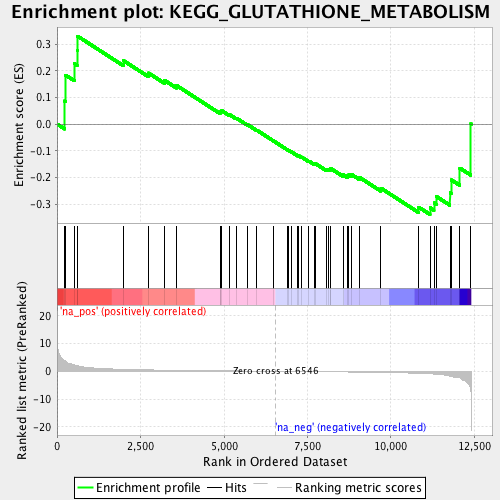 Enrichment plot: KEGG_GLUTATHIONE_METABOLISM
Enrichment score (ES)
0.3
0.2
0.1
0.0
-0.1
-0.2
-0.3
'na_pos' (positively correlated)
Ranked list metric (PreRanked)
20
10
0
-10
-20
Zero cross at 6546
'na_neg' (negatively correlated)
0
2,500
5,000
7,500
10,000
12,500
Rank in Ordered Dataset
Enrichment profile
Hits
Ranking metric scores